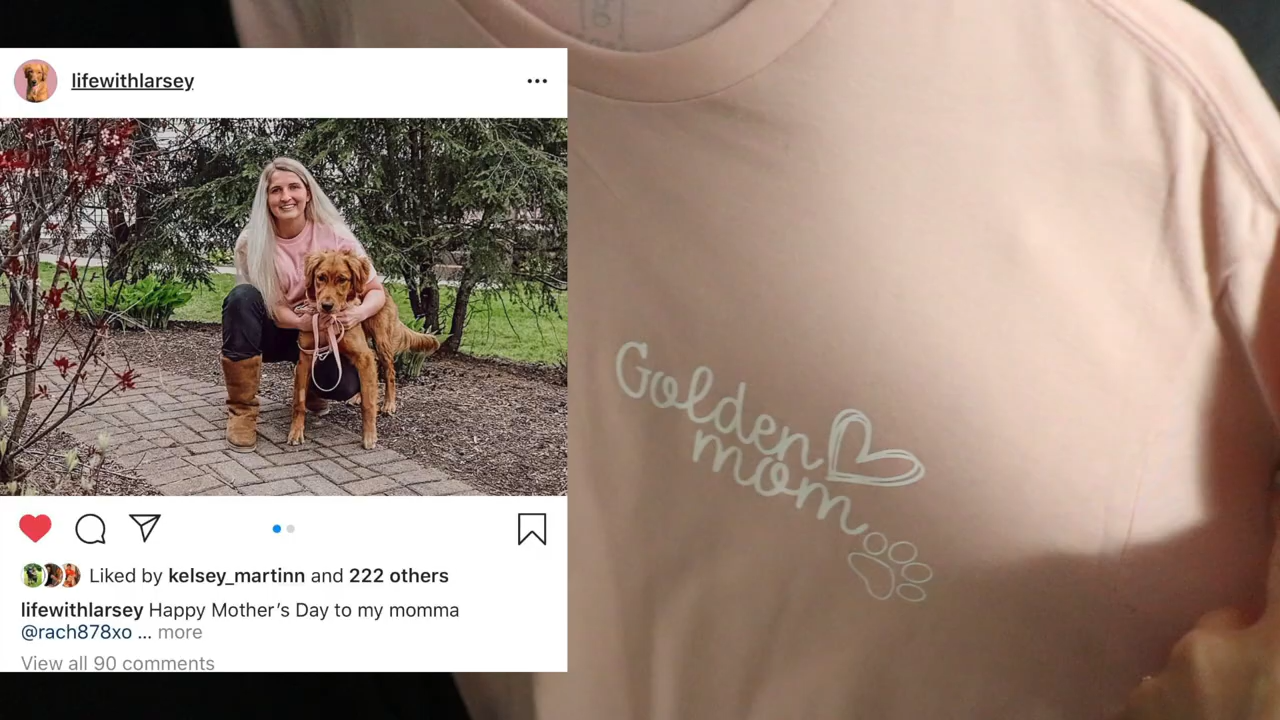 lifewithlarsey
Liked by kelsey_martinn and 222 others
lifewithlarsey Happy Mother's Day to my momma
@rach878xo ... more
View all 90 comments
Golden
mom